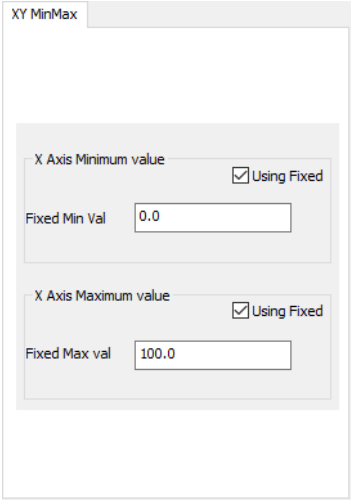 XY MinMax
X Axis Minimum value
Using Fixed
Fixed Min Val 0.0
X Axis Maximum value
Using Fixed
Fixed Max val 100.0